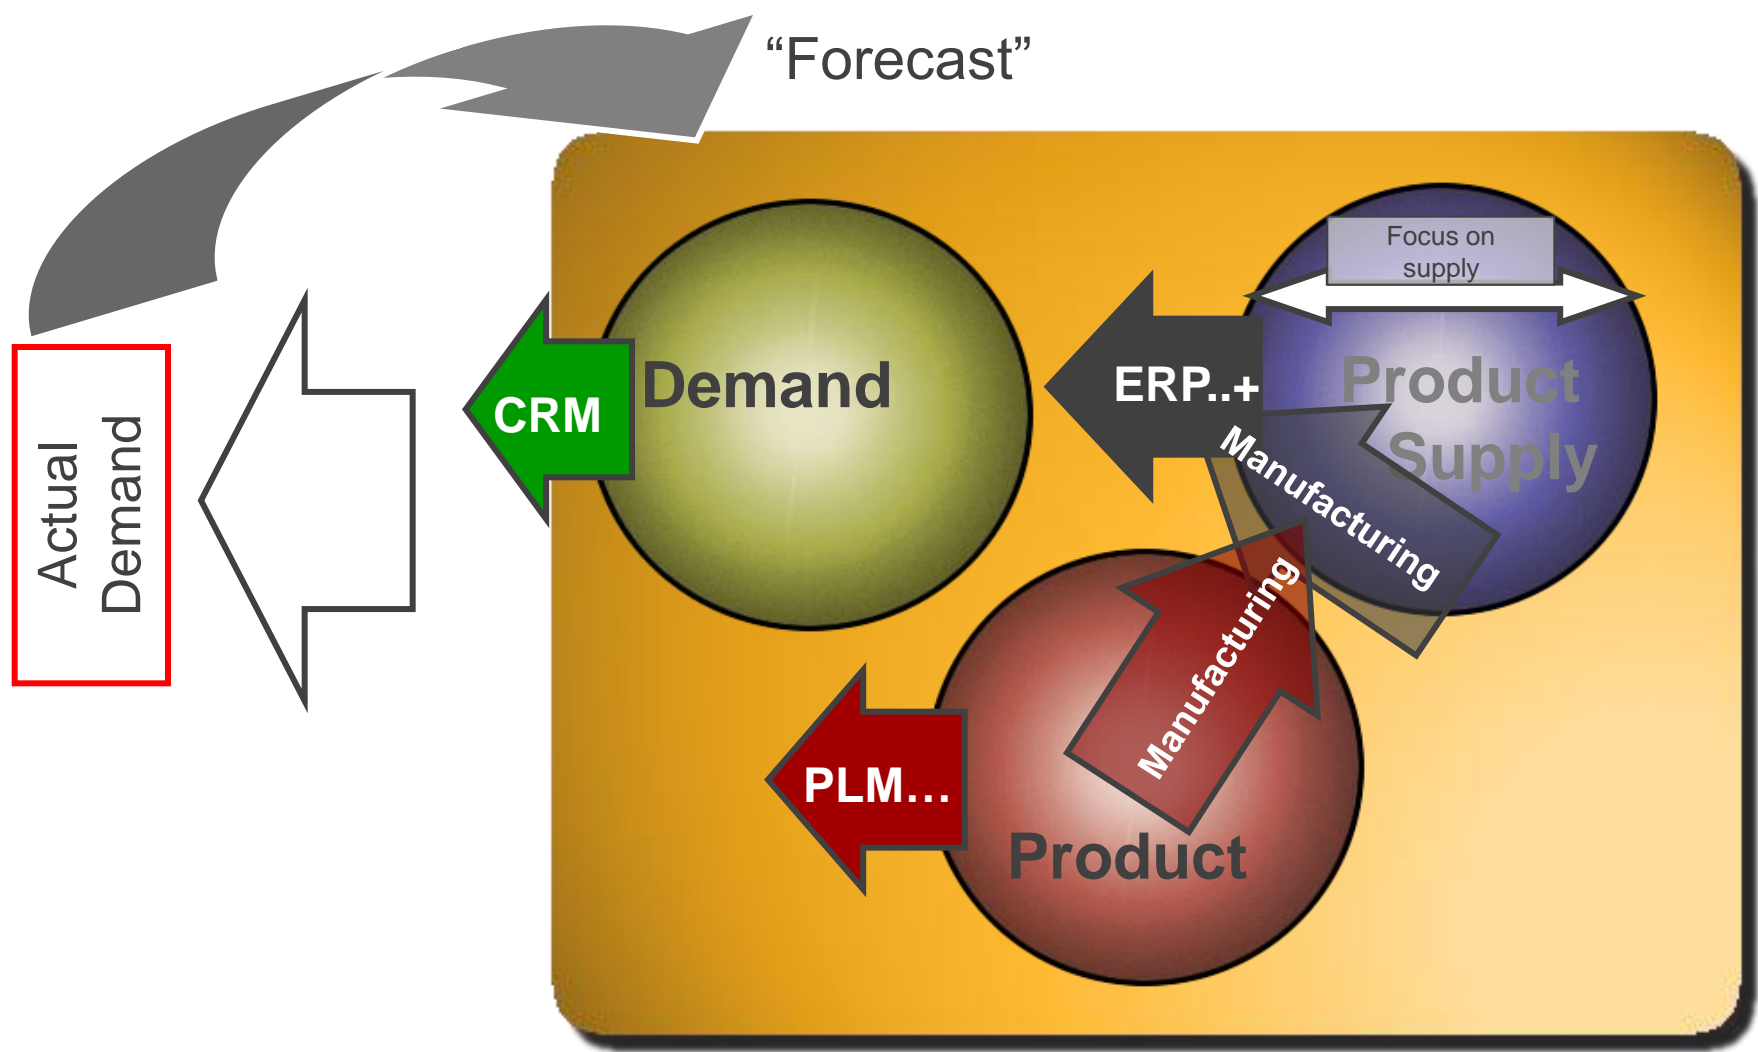 “Forecast”
Focus on
supply
Demand
CRM
ERP..+
Product
Supply
Manufacturing
Manufacturing
Actual
Demand
PLM…
Product